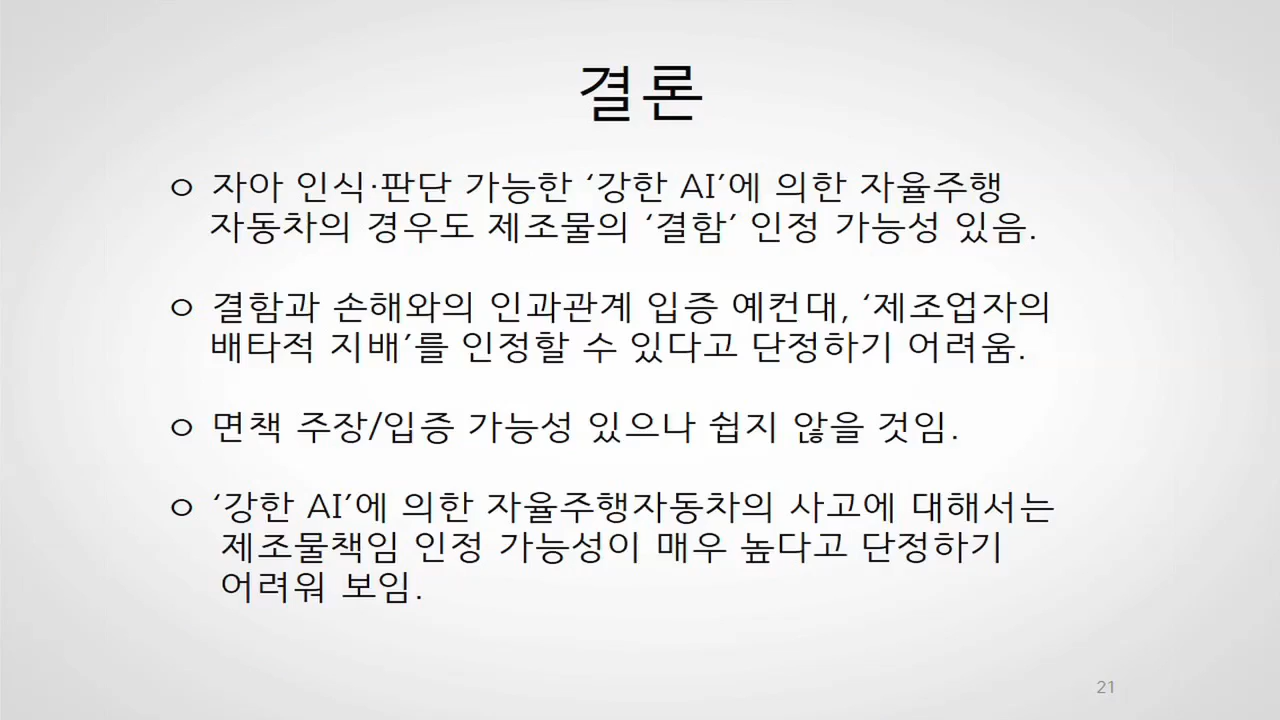 결론
o 자아 인식·판단 가능한 ‘강한 AI’에 의한 자율주행
자동차의 경우도 제조물의 ‘결함’ 인정 가능성 있음.
o 결함과 손해와의 인과관계 입증 예컨대, ‘제조업자의
배타적 지배’를 인정할 수 있다고 단정하기 어려움.
o 면책 주장/입증 가능성 있으나 쉽지 않을 것임.
o ‘강한 AI’에 의한 자율주행자동차의 사고에 대해서는
제조물책임 인정 가능성이 매우 높다고 단정하기
어려워 보임.
21